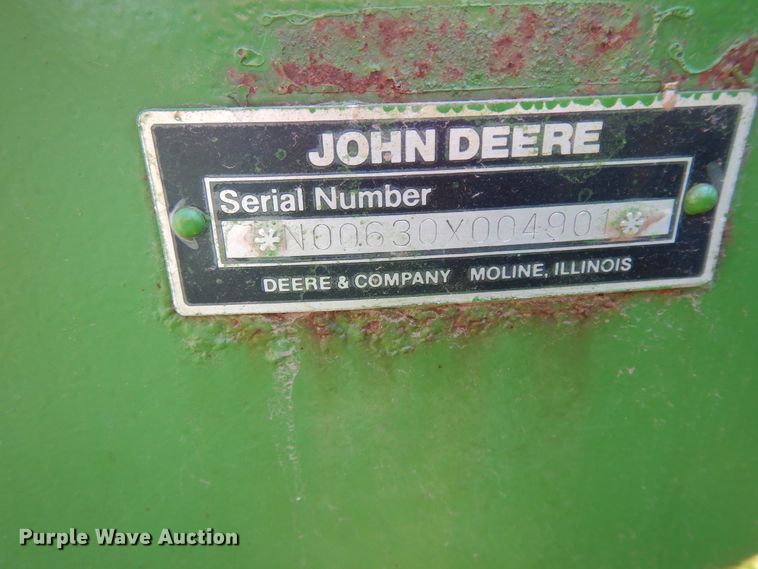 JOHN DEERE
Serial Number
*N00630X004901*
DEERE & COMPANY MOLINE, ILLINOIS
Purple Wave Auction